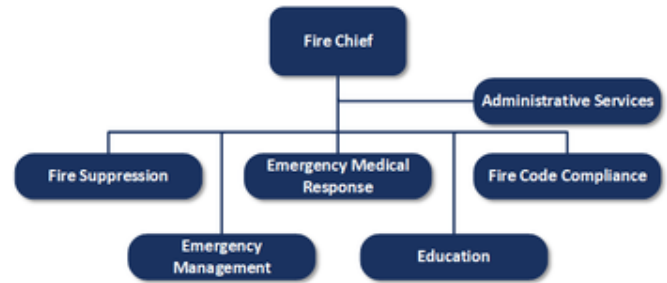 Fire Chief
Administrative Services
Fire Suppression
Emergency Medical
Response
Fire Code Compliance
Emergency
Management
Education